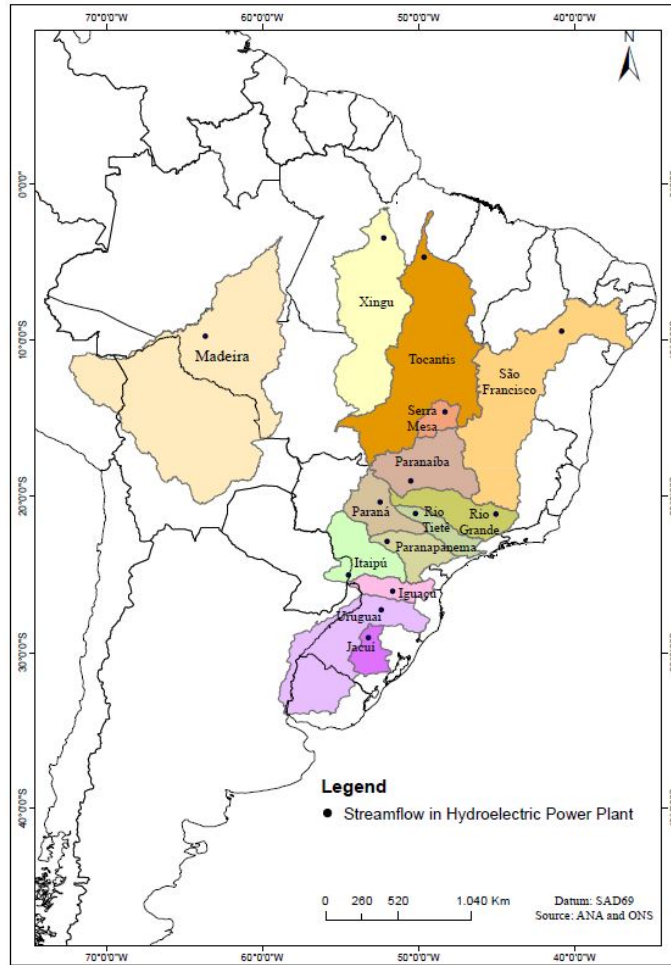 70°0'0"W 60°0'0"W 50°0'0"W 40°0'0"W
N
0°0'0"
10°0'0"S
20°0'0"S
30°0'0"S
40°0'0"S
Xingu
Madeira
Tocantis
São
Francisco
Serra
Mesa
Paranaíba
Paraná
Rio
Tietê
Rio
Grande
Paranapanema
Itaipú
Iguaçu
Uruguai
Jacuí
Legend
Streamflow in Hydroelectric Power Plant
0 260 520 1.040 Km
Datum: SAD69
Source: ANA and ONS
70°0'0"W 60°0'0"W 50°0'0"W 40°0'0"W